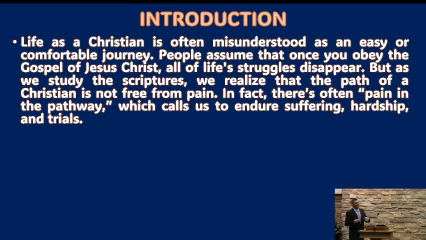 INTRODUCTION
• Life as a Christian is often misunderstood as an easy or
comfortable journey. People assume that once you obey the
Gospel of Jesus Christ, all of life's struggles disappear. But as
we study the scriptures, we realize that the path of a
Christian is not free from pain. In fact, there's often “pain in
the pathway,” which calls us to endure suffering, hardship,
and trials.